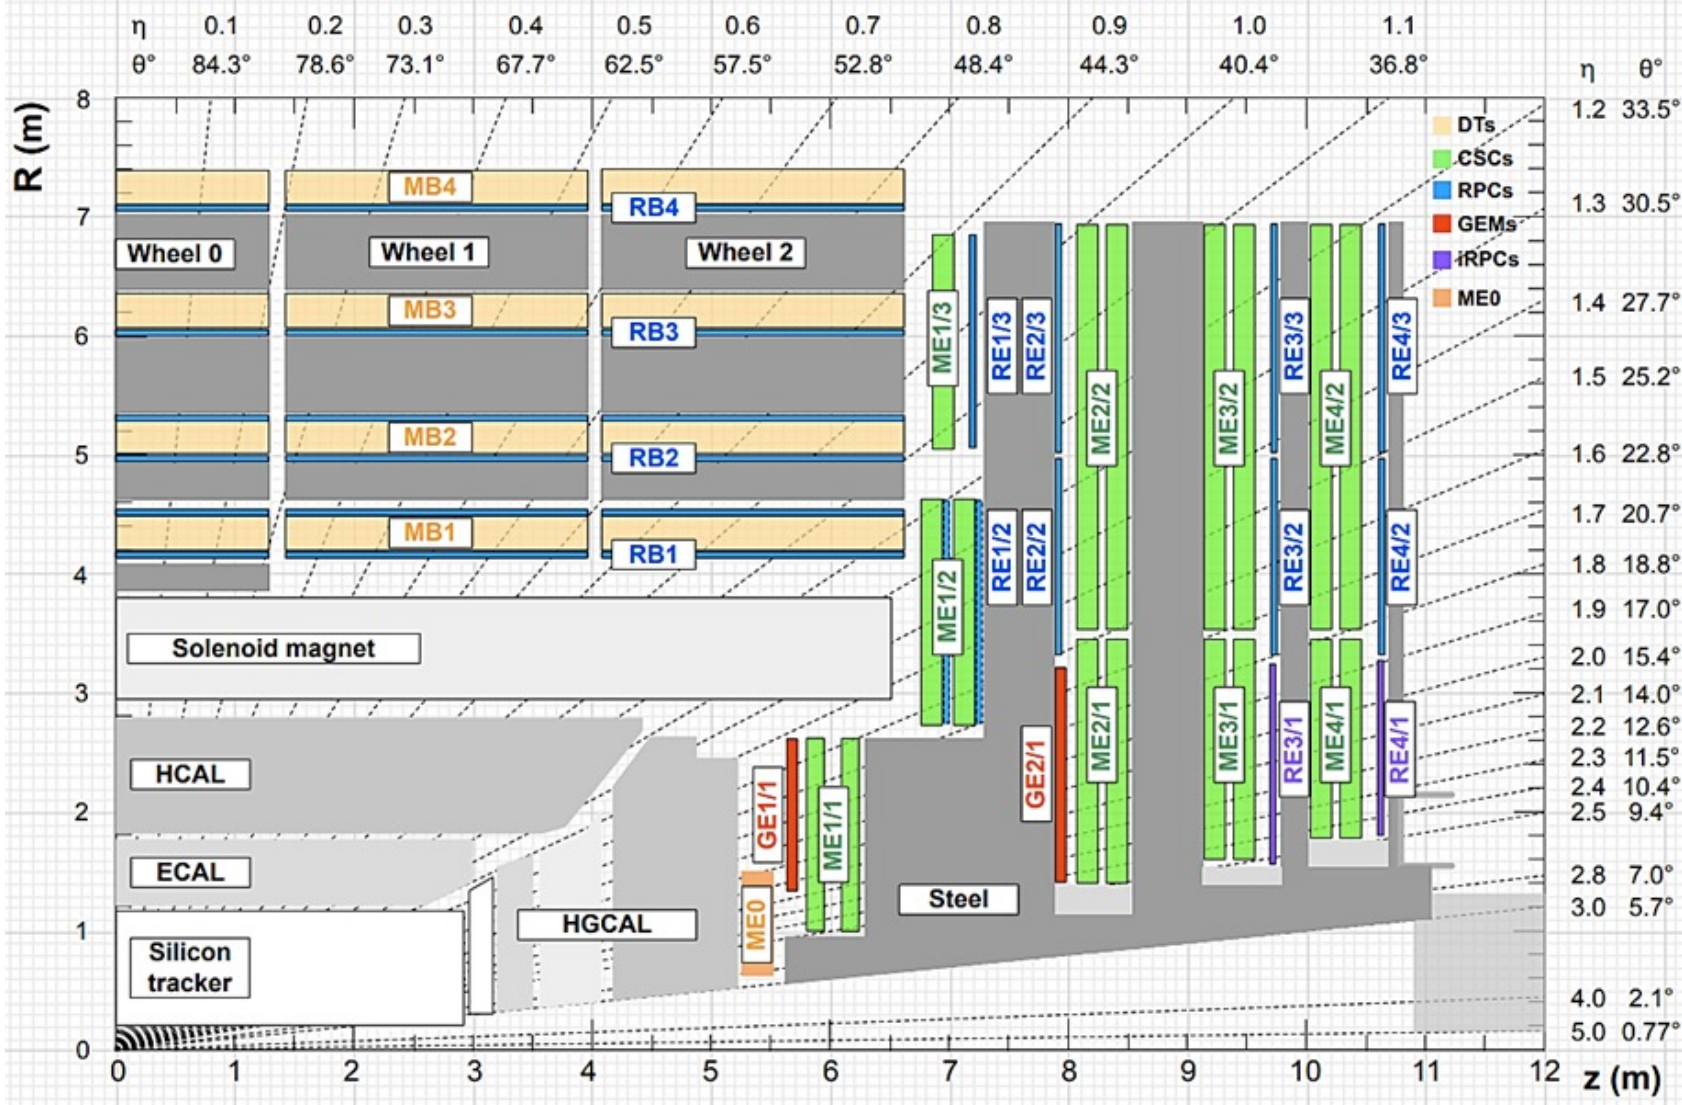 η 0.1 0.2 0.3 0.4 0.5 0.6 0.7 0.8 0.9 1.0 1.1
θ° 84.3° 78.6° 73.1° 67.7° 62.5° 57.5° 52.8° 48.4° 44.3° 40.4° 36.8° η θ°
R (m)
8
7
6
5
4
3
2
1
0
1.2 33.5°
1.3 30.5°
1.4 27.7°
1.5 25.2°
1.6 22.8°
1.7 20.7°
1.8 18.8°
1.9 17.0°
2.0 15.4°
2.1 14.0°
2.2 12.6°
2.3 11.5°
2.4 10.4°
2.5 9.4°
2.8 7.0°
3.0 5.7°
4.0 2.1°
5.0 0.77°
DTs
CSCs
RPCs
GEMs
iRPCs
ME0
MB4
RB4
Wheel 0 Wheel 1 Wheel 2
MB3
RB3
MB2
RB2
MB1
RB1
ME1/3
RE1/3
RE2/3
ME2/2
ME3/2
RE3/3
ME4/2
RE4/3
ME1/2
RE1/2
RE2/2
RE3/2
RE4/2
Solenoid magnet
HCAL
ECAL
Silicon
tracker
HGCAL
GE1/1
ME0
ME1/1
Steel
GE2/1
ME2/1
ME3/1
RE3/1
ME4/1
RE4/1
0 1 2 3 4 5 6 7 8 9 10 11 12 z (m)